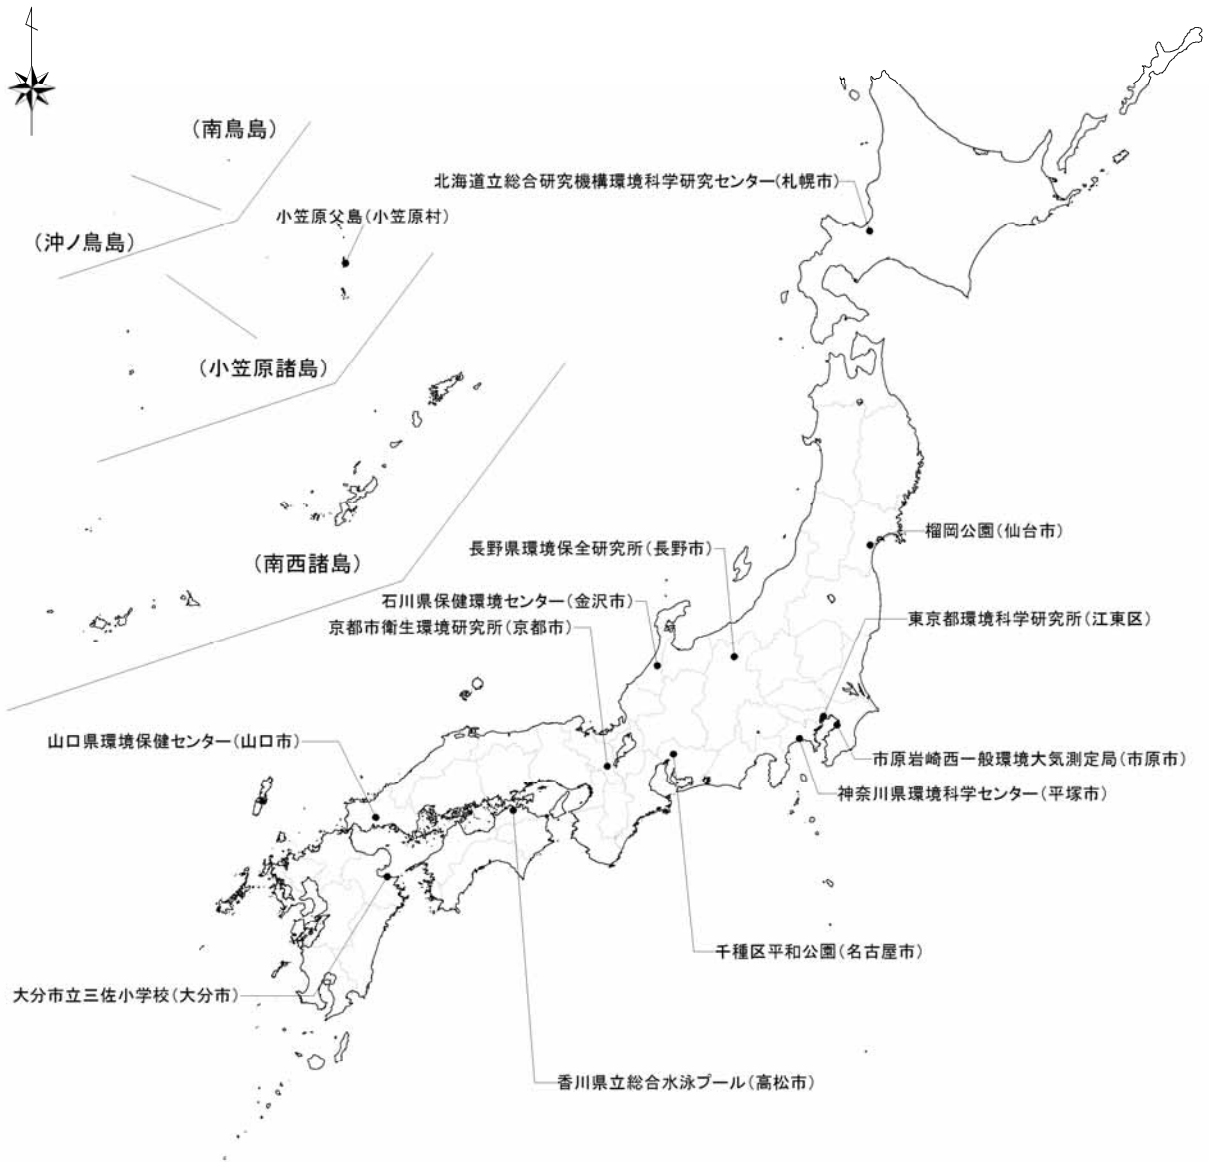 (南鳥島)
北海道立総合研究機構環境科学研究センター(札幌市)
小笠原父島(小笠原村)
(沖ノ鳥島)
(小笠原諸島)
榴岡公園(仙台市)
長野県環境保全研究所(長野市)
(南西諸島)
石川県保健環境センター(金沢市)
東京都環境科学研究所(江東区)
京都市衛生環境研究所(京都市)
山口県環境保健センター(山口市)
市原岩崎西一般環境大気測定局(市原市)
神奈川県環境科学センター(平塚市)
千種区平和公園(名古屋市)
大分市立三佐小学校(大分市)
香川県立総合水泳プール(高松市)